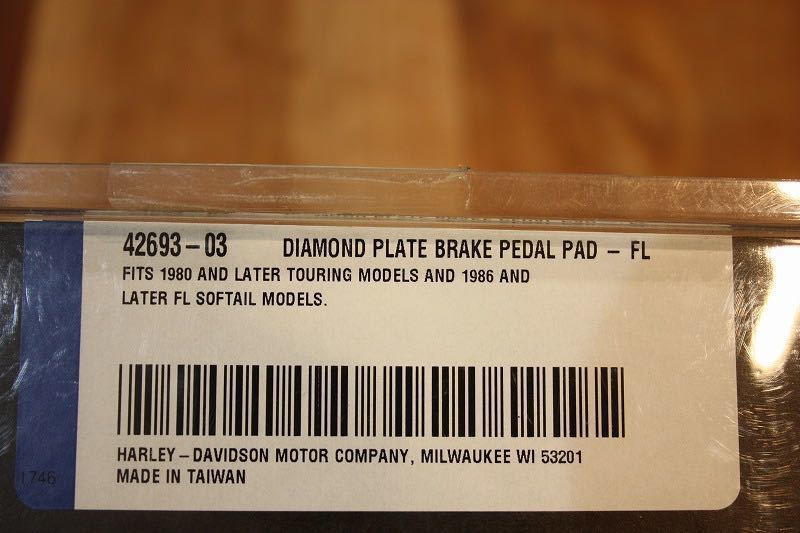 42693-03 DIAMOND PLATE BRAKE PEDAL PAD - FL
FITS 1980 AND LATER TOURING MODELS AND 1986 AND
LATER FL SOFTAIL MODELS.
HARLEY-DAVIDSON MOTOR COMPANY, MILWAUKEE WI 53201
MADE IN TAIWAN
1746